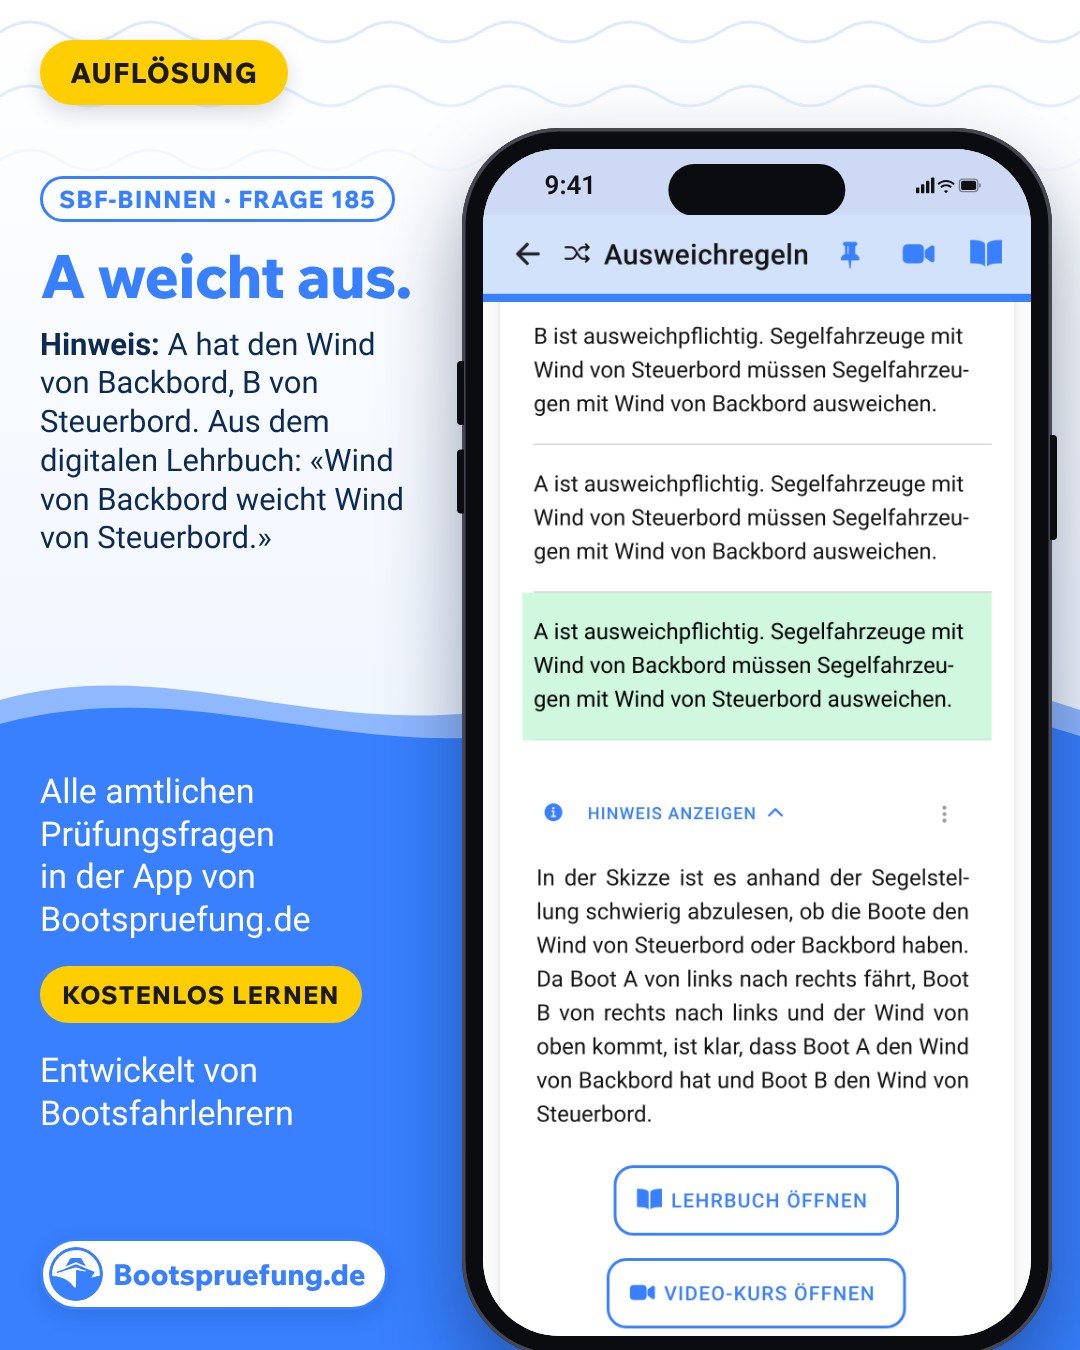 AUFLÖSUNG
SBF-BINNEN · FRAGE 185
A weicht aus.
Hinweis: A hat den Wind
von Backbord, B von
Steuerbord. Aus dem
digitalen Lehrbuch: «Wind
von Backbord weicht Wind
von Steuerbord.»
Alle amtlichen
Prüfungsfragen
in der App von
Bootspruefung.de
KOSTENLOS LERNEN
Entwickelt von
Bootsfahrlehrern
Bootspruefung.de
9:41
Ausweichregeln
B ist ausweichpflichtig. Segelfahrzeuge mit
Wind von Steuerbord müssen Segelfahrzeu-
gen mit Wind von Backbord ausweichen.
A ist ausweichpflichtig. Segelfahrzeuge mit
Wind von Steuerbord müssen Segelfahrzeu-
gen mit Wind von Backbord ausweichen.
A ist ausweichpflichtig. Segelfahrzeuge mit
Wind von Backbord müssen Segelfahrzeu-
gen mit Wind von Steuerbord ausweichen.
HINWEIS ANZEIGEN
In der Skizze ist es anhand der Segelstel-
lung schwierig abzulesen, ob die Boote den
Wind von Steuerbord oder Backbord haben.
Da Boot A von links nach rechts fährt, Boot
B von rechts nach links und der Wind von
oben kommt, ist klar, dass Boot A den Wind
von Backbord hat und Boot B den Wind von
Steuerbord.
LEHRBUCH ÖFFNEN
VIDEO-KURS ÖFFNEN